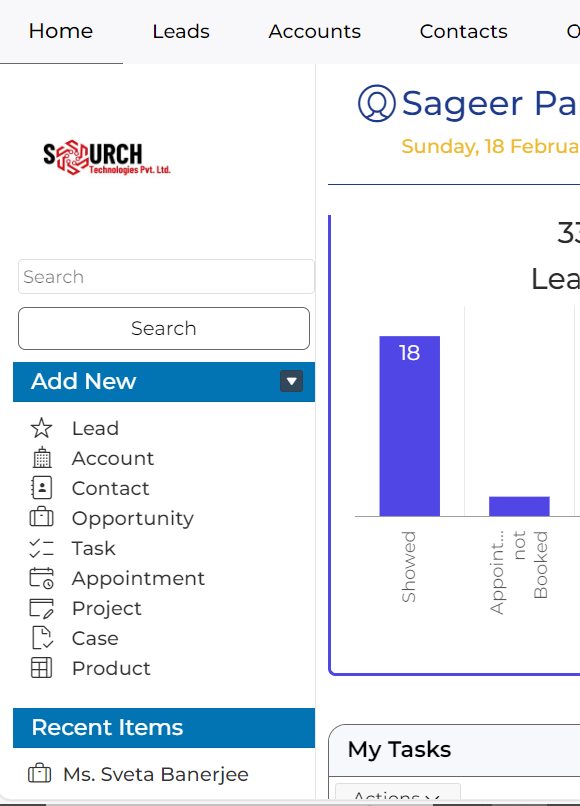 Home Leads Accounts Contacts O
SOURCH
Technologies Pvt. Ltd.
Search
Search
Add New
Lead
Account
Contact
Opportunity
Task
Appointment
Project
Case
Product
Recent Items
Ms. Sveta Banerjee
Sageer Pa
Sunday, 18 Februa
33
Lea
18
Showed
Appoint...
not
Booked
My Tasks
Actions